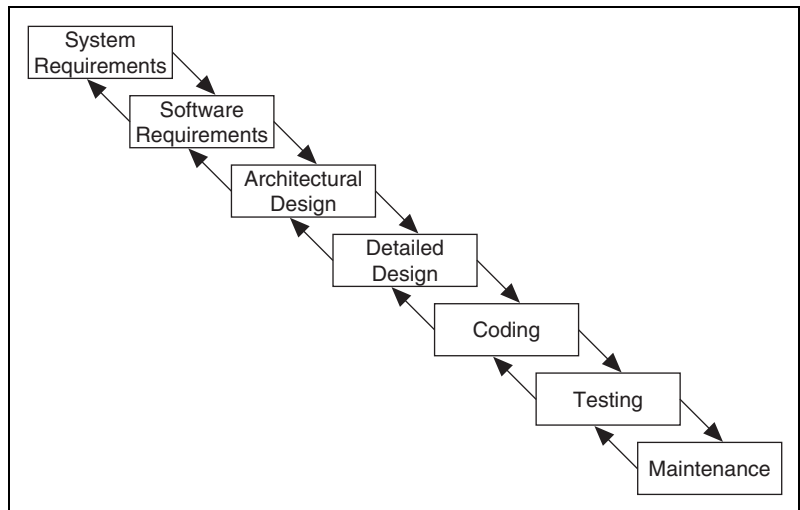 System
Requirements
Software
Requirements
Architectural
Design
Detailed
Design
Coding
Testing
Maintenance